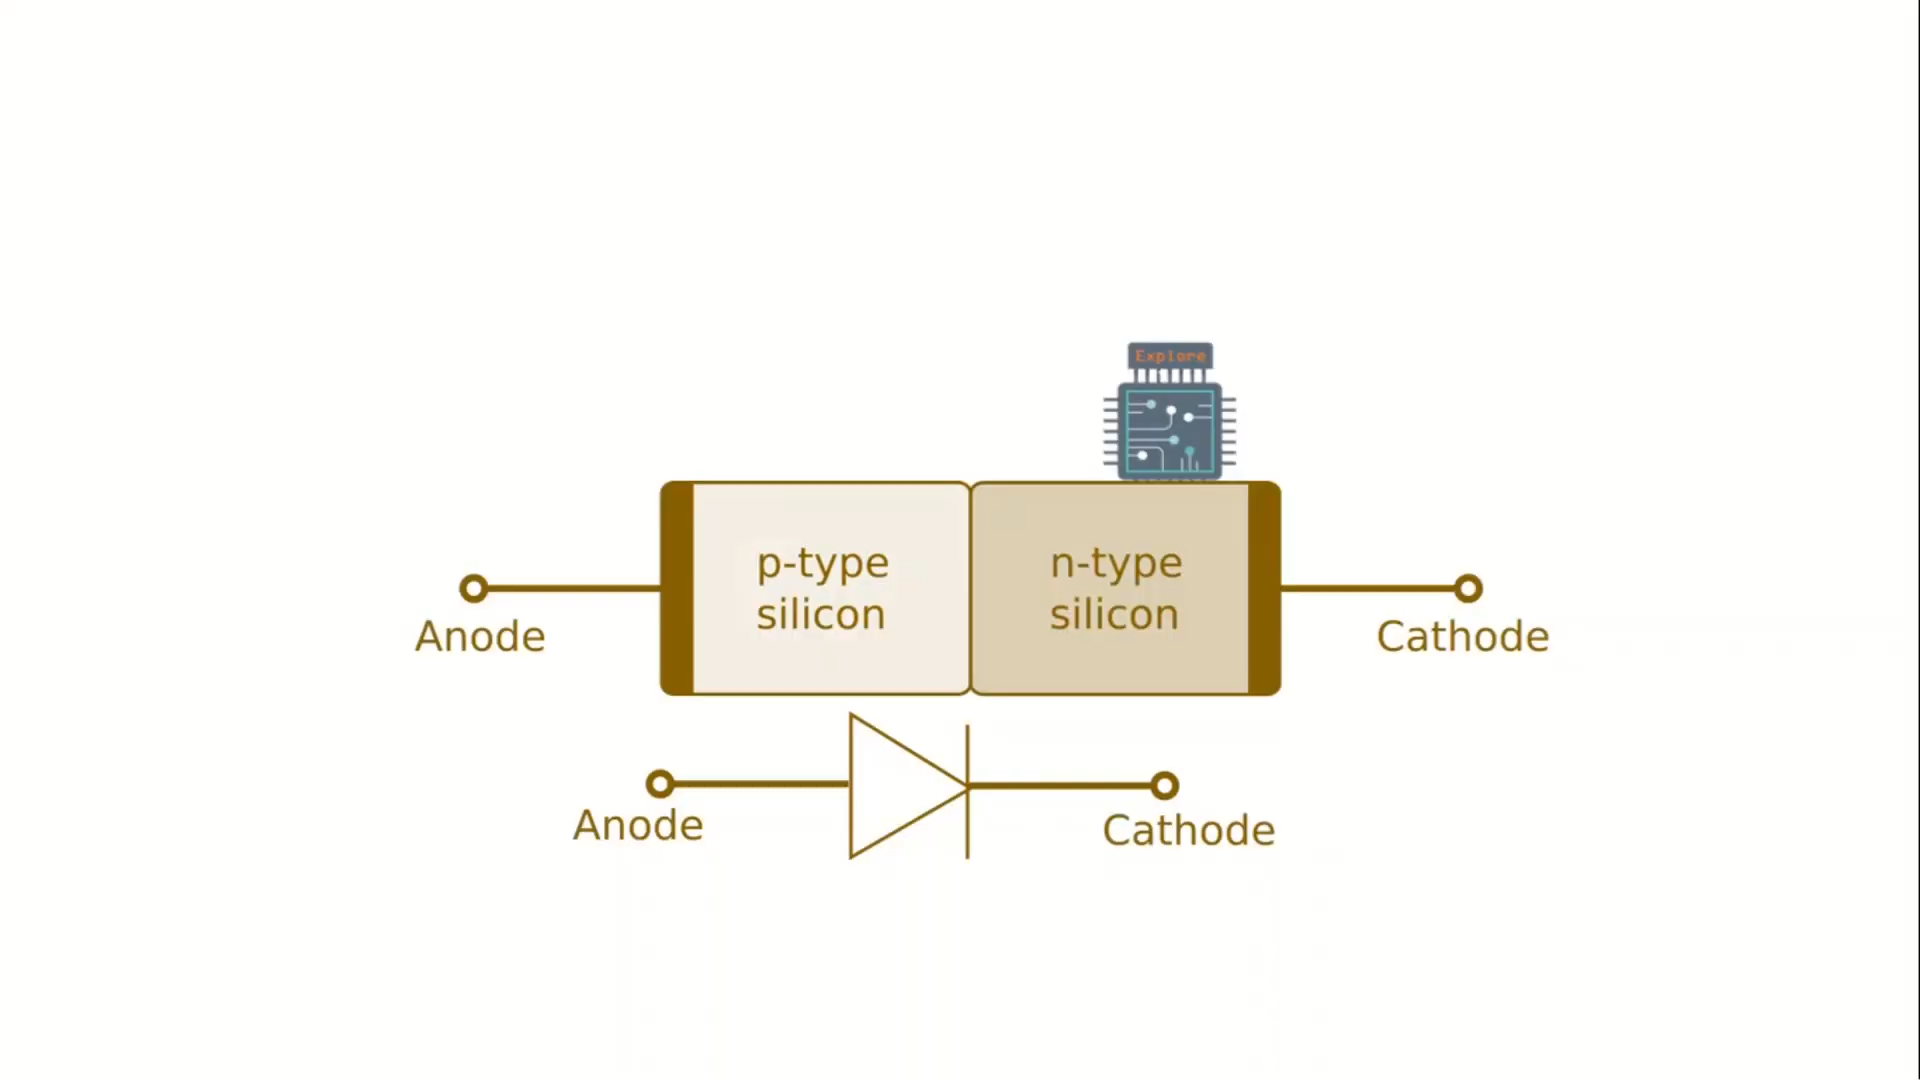 Explore
p-type
silicon
n-type
silicon
Anode
Cathode
Anode
Cathode